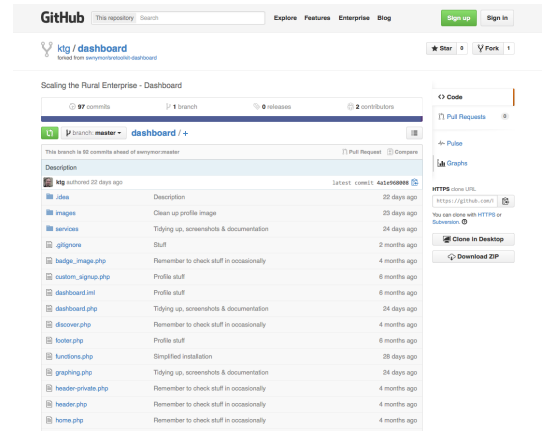 GitHub This repository Search Explore Features Enterprise Blog Sign up Sign in
ktg / dashboard Star 0 Fork 1
Scaling the Rural Enterprise - Dashboard
97 commits 1 branch 0 releases 2 contributors
branch: master dashboard / +
This branch is 92 commits ahead of swnymor:master Pull Request Compare
Description
ktg authored 22 days ago latest commit
.idea Description 22 days ago
images Clean up profile image 23 days ago
services Tidying up, screenshots & documentation 24 days ago
.gitignore Stuff 2 months ago
badge_image.php Remember to check stuff in occasionally 4 months ago
custom_signup.php Profile stuff 6 months ago
dashboard.iml Profile stuff 6 months ago
dashboard.php Tidying up, screenshots & documentation 24 days ago
discover.php Remember to check stuff in occasionally 4 months ago
footer.php Profile stuff 6 months ago
functions.php Simplified installation 28 days ago
graphing.php Tidying up, screenshots & documentation 24 days ago
header-private.php Remember to check stuff in occasionally 4 months ago
header.php Remember to check stuff in occasionally 4 months ago
home.php Remember to check stuff in occasionally 4 months ago
Code
Pull Requests 0
Pulse
Graphs
HTTPS clone URL
https://github.com/
You can clone with HTTPS or
Subversion.
Clone in Desktop
Download ZIP